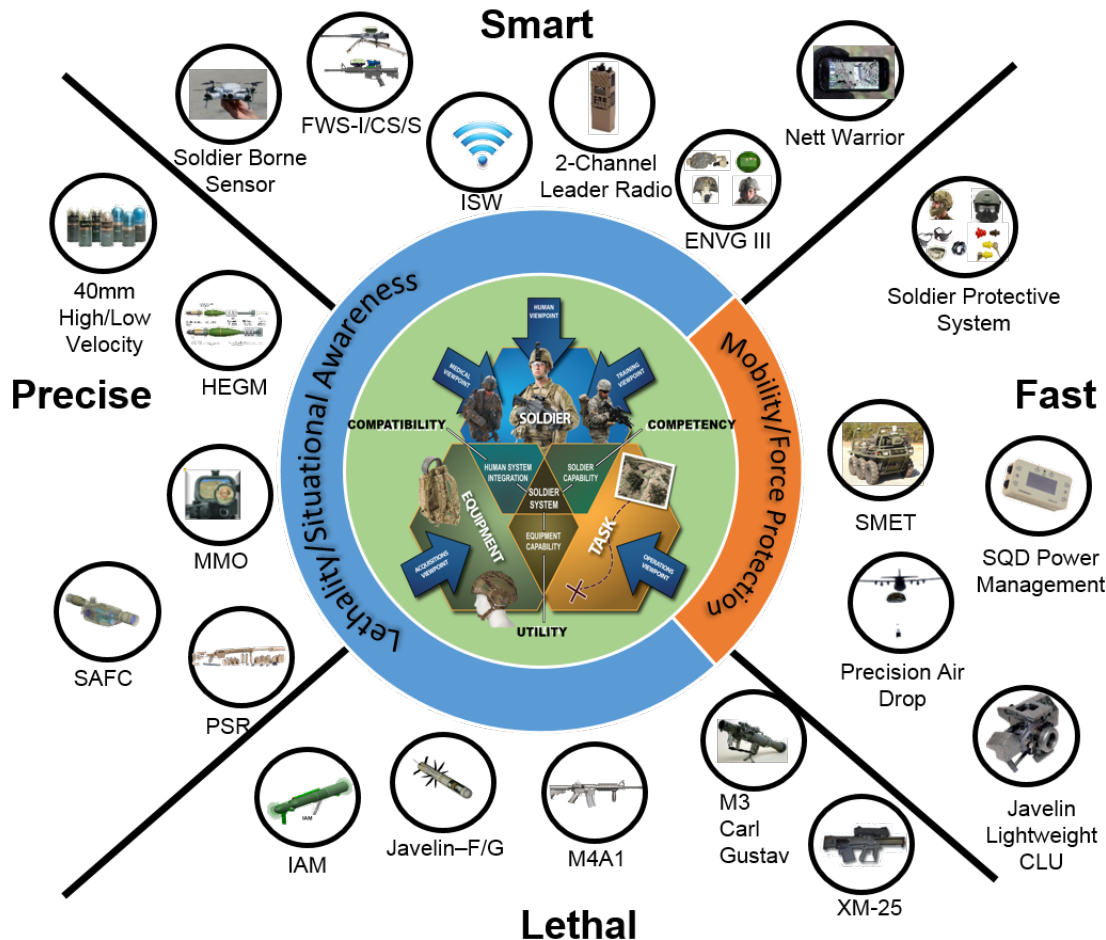 Smart
Soldier Borne
Sensor
FWS-I/CS/S
ISW
2-Channel
Leader Radio
ENVG III
Nett Warrior
Soldier Protective
System
40mm
High/Low
Velocity
HEGM
Precise
MMO
SAFC
PSR
Fast
SMET
SQD Power
Management
Precision Air
Drop
Javelin
Lightweight
CLU
Lethality/Situational Awareness
Mobility/Force Protection
HUMAN
VIEWPOINT
MEDICAL
VIEWPOINT
TRAINING
VIEWPOINT
SOLDIER
COMPATIBILITY
COMPETENCY
HUMAN SYSTEM
INTEGRATION
SOLDIER
CAPABILITY
SOLDIER
SYSTEM
EQUIPMENT
CAPABILITY
EQUIPMENT
TASK
ACQUISITIONS
VIEWPOINT
OPERATIONS
VIEWPOINT
UTILITY
IAM
IAM
Javelin–F/G
M4A1
M3
Carl
Gustav
XM-25
Lethal